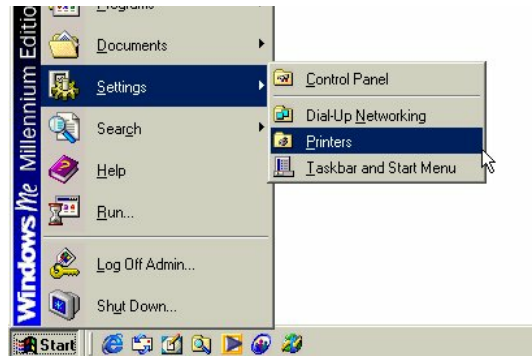 Programs
Documents
Settings
Search
Help
Run...
Log Off Admin...
Shut Down...
Control Panel
Dial-Up Networking
Printers
Taskbar and Start Menu
Windows Me Millennium Edition
Start